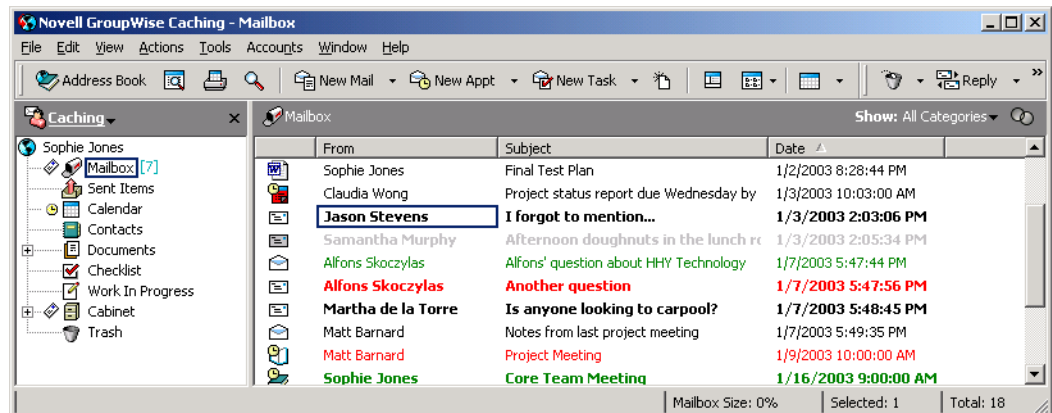 Novell GroupWise Caching - Mailbox
File Edit View Actions Tools Accounts Window Help
Address Book New Mail New Appt New Task Reply »
Caching x Mailbox Show: All Categories
Sophie Jones
Mailbox [7]
Sent Items
Calendar
Contacts
Documents
Checklist
Work In Progress
Cabinet
Trash
From Subject Date
Sophie Jones Final Test Plan 1/2/2003 8:28:44 PM
Claudia Wong Project status report due Wednesday by 1/3/2003 10:03:00 AM
Jason Stevens I forgot to mention... 1/3/2003 2:03:06 PM
Samantha Murphy Afternoon doughnuts in the lunch 1/3/2003 2:05:34 PM
Alfons Skoczylas Alfons' question about HHY Technology 1/7/2003 5:47:44 PM
Alfons Skoczylas Another question 1/7/2003 5:47:56 PM
Martha de la Torre Is anyone looking to carpool? 1/7/2003 5:48:45 PM
Matt Barnard Notes from last project meeting 1/7/2003 5:49:35 PM
Matt Barnard Project Meeting 1/9/2003 10:00:00 AM
Sophie Jones Core Team Meeting 1/16/2003 9:00:00 AM
Mailbox Size: 0% Selected: 1 Total: 18